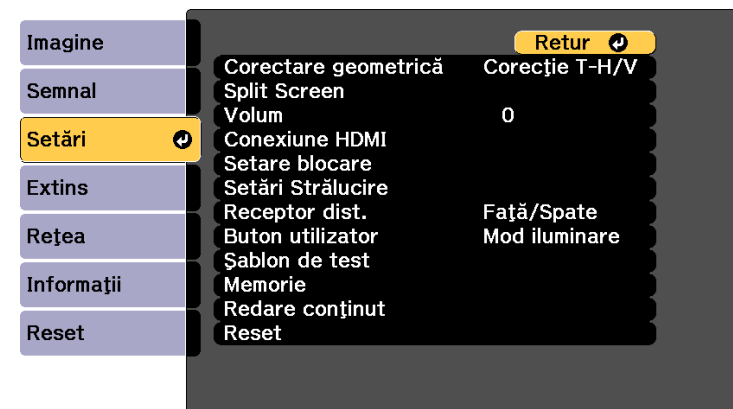 Imagine
Semnal
Setări
Extins
Reţea
Informaţii
Reset
Retur
Corectare geometrică Corecţie T-H/V
Split Screen
Volum 0
Conexiune HDMI
Setare blocare
Setări Strălucire
Receptor dist. Faţă/Spate
Buton utilizator Mod iluminare
Şablon de test
Memorie
Redare conţinut
Reset